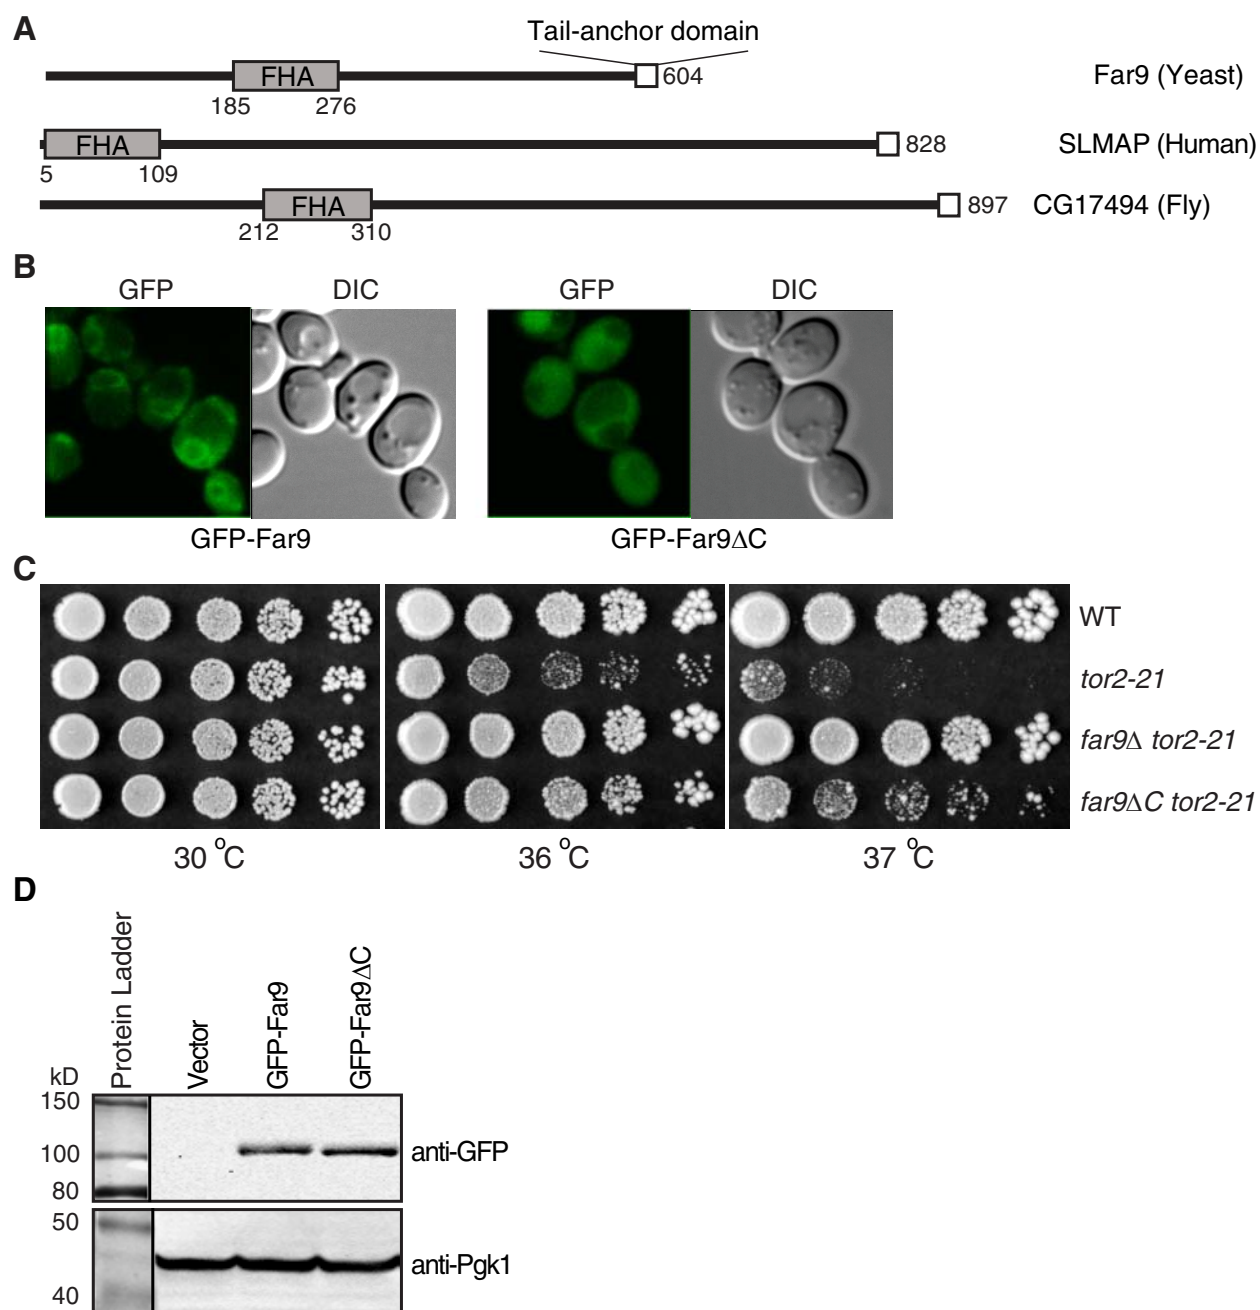 A
Tail-anchor domain
FHA
604
Far9 (Yeast)
185
276
FHA
828
SLMAP (Human)
5
109
FHA
897
CG17494 (Fly)
212
310
B
GFP
DIC
GFP
DIC
GFP-Far9
GFP-Far9ΔC
C
WT
tor2-21
far9Δ tor2-21
far9ΔC tor2-21
30 °C
36 °C
37 °C
D
Protein Ladder
Vector
GFP-Far9
GFP-Far9ΔC
kD
150
100
anti-GFP
80
50
anti-Pgk1
40